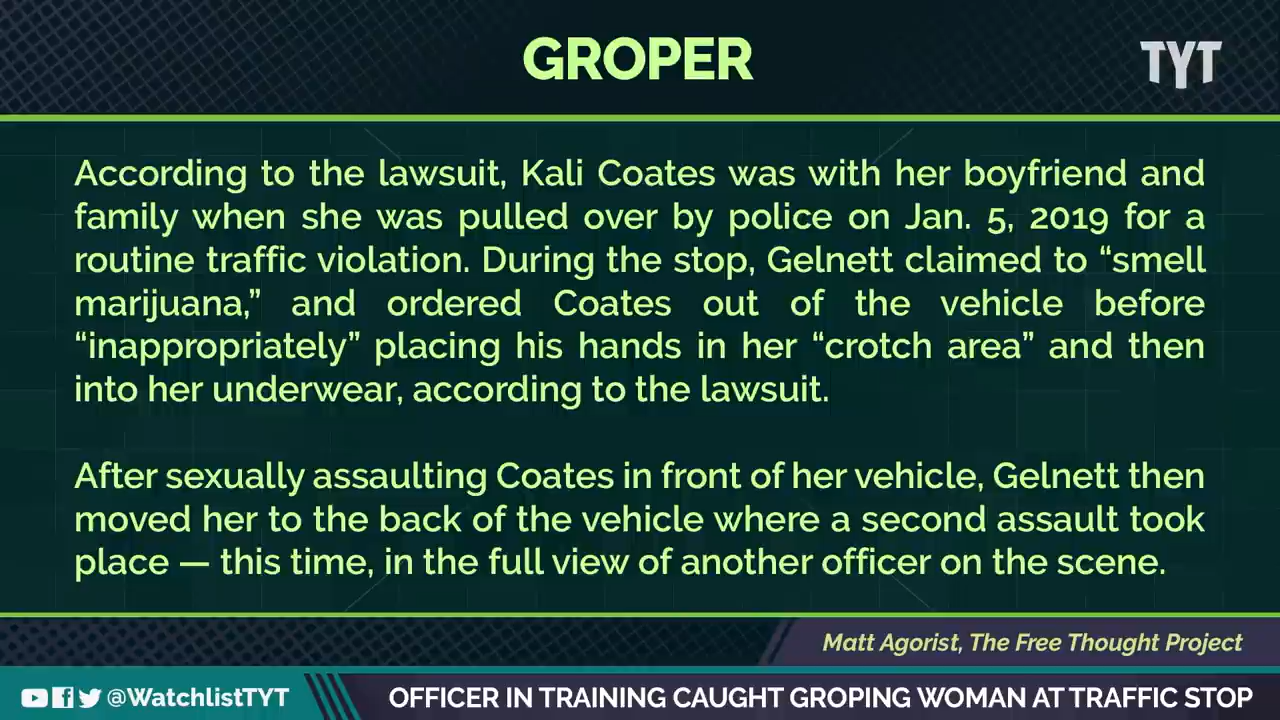 GROPER
TYT
According to the lawsuit, Kali Coates was with her boyfriend and
family when she was pulled over by police on Jan. 5, 2019 for a
routine traffic violation. During the stop, Gelnett claimed to “smell
marijuana,” and ordered Coates out of the vehicle before
“inappropriately” placing his hands in her “crotch area” and then
into her underwear, according to the lawsuit.
After sexually assaulting Coates in front of her vehicle, Gelnett then
moved her to the back of the vehicle where a second assault took
place — this time, in the full view of another officer on the scene.
Matt Agorist, The Free Thought Project
@WatchlistTYT
OFFICER IN TRAINING CAUGHT GROPING WOMAN AT TRAFFIC STOP